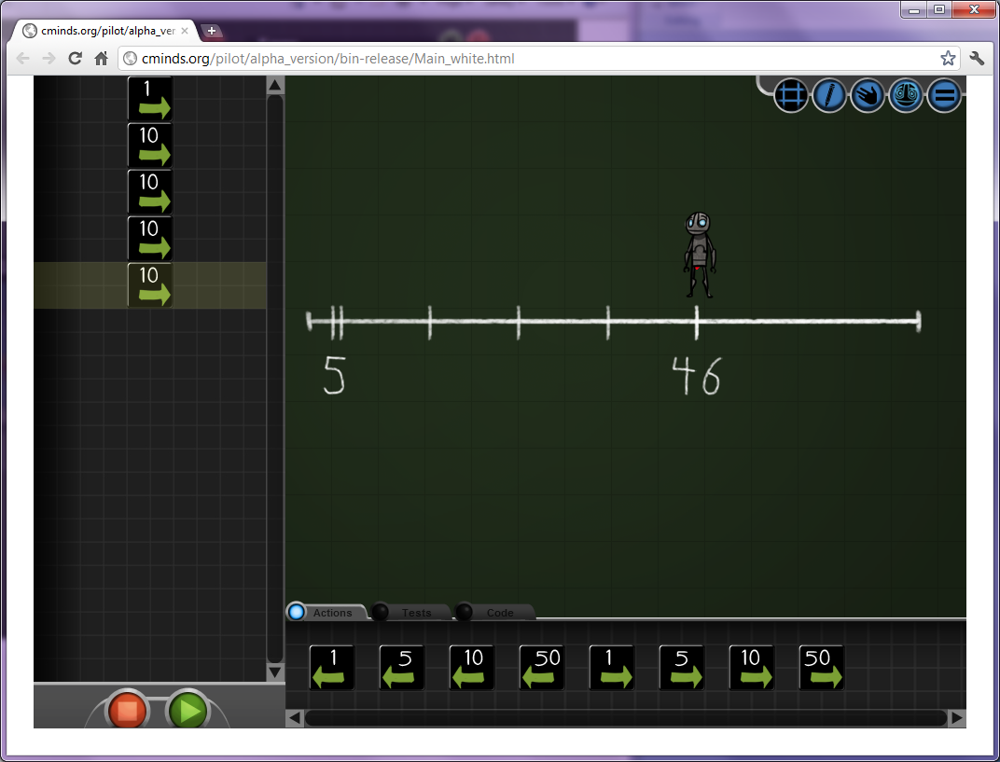 cminds.org/pilot/alpha_ver
cminds.org/pilot/alpha_version/bin-release/Main_white.html
1
10
10
10
10
5 46
Actions Tests Code
1 5 10 50 1 5 10 50